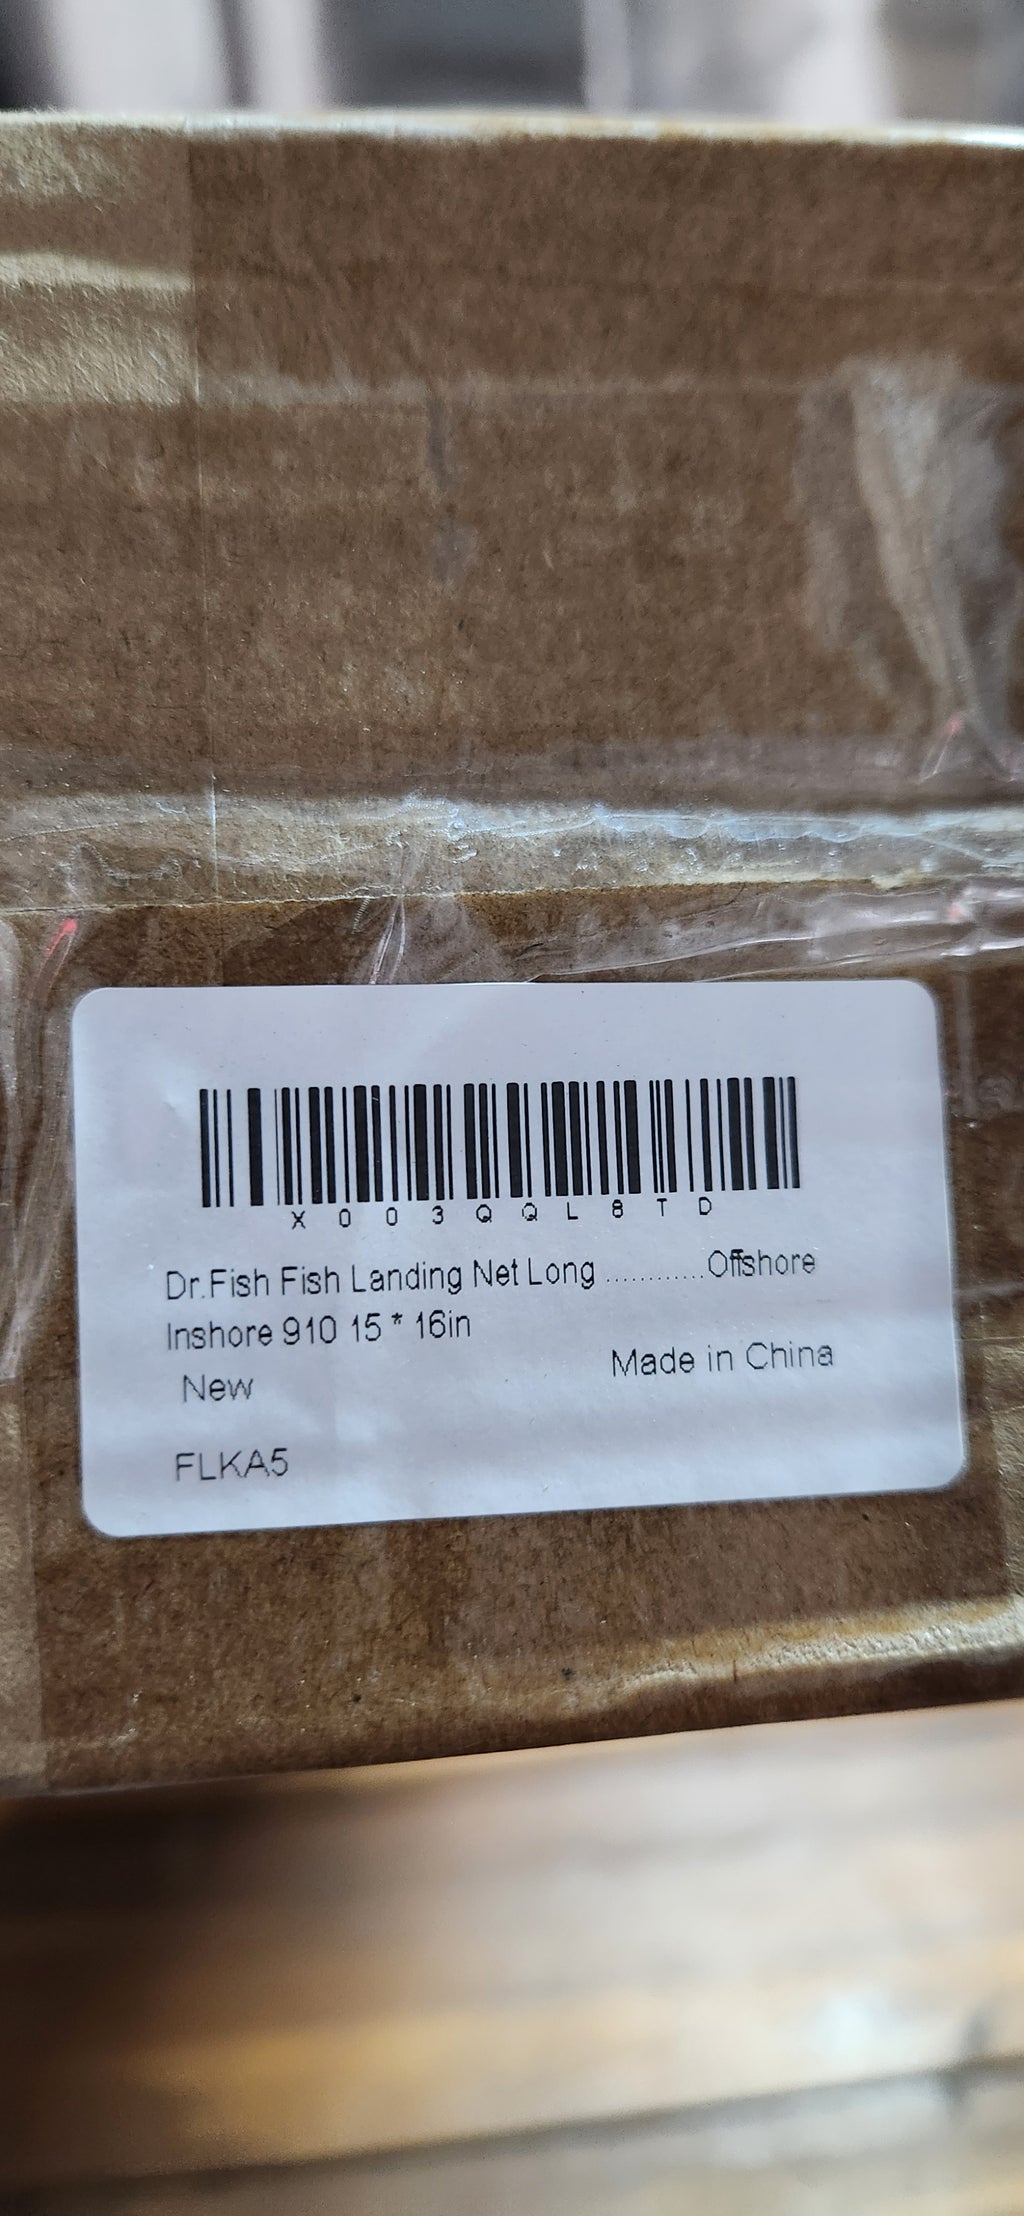 X003QQL8TD
Dr.Fish Fish Landing Net Long ............Offshore
Inshore 910 15 * 16in
Made in China
New
FLKA5